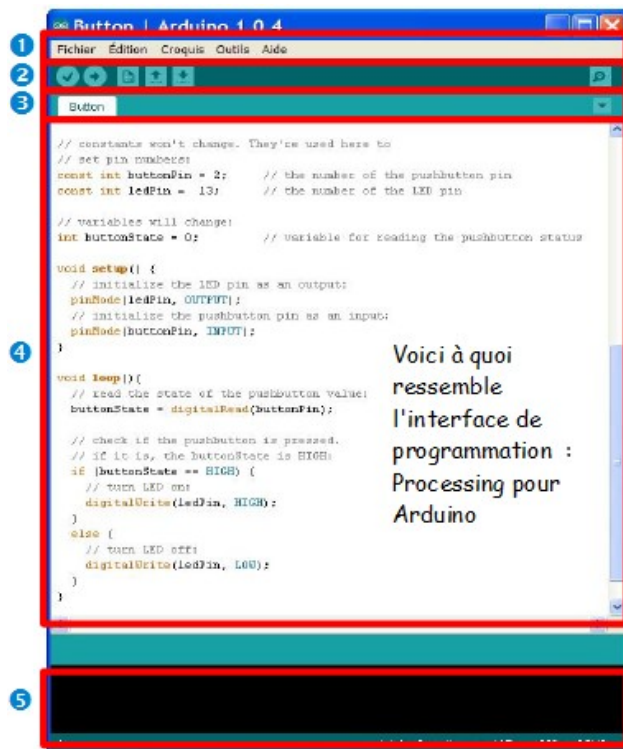 Button | Arduino 1.0.4
1
Fichier Édition Croquis Outils Aide
2
3
Button
// constants won't change. They're used here to
// set pin numbers:
const int buttonPin = 2; // the number of the pushbutton pin
const int ledPin = 13; // the number of the LED pin
// variables will change:
int buttonState = 0; // variable for reading the pushbutton status
void setup() {
// initialize the LED pin as an output:
pinMode(ledPin, OUTPUT);
// initialize the pushbutton pin as an input:
pinMode(buttonPin, INPUT);
}
4
void loop(){
// read the state of the pushbutton value:
buttonState = digitalRead(buttonPin);
// check if the pushbutton is pressed.
// if it is, the buttonState is HIGH:
if (buttonState == HIGH) {
// turn LED on:
digitalWrite(ledPin, HIGH);
}
else {
// turn LED off:
digitalWrite(ledPin, LOW);
}
}
Voici à quoi
ressemble
l'interface de
programmation :
Processing pour
Arduino
5